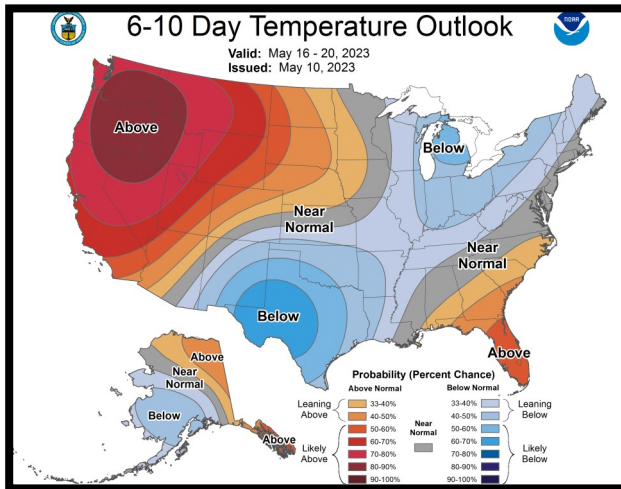 6-10 Day Temperature Outlook
Valid: May 16 - 20, 2023
Issued: May 10, 2023
NOAA
Above
Below
Near
Normal
Near
Normal
Below
Above
Above
Near
Normal
Below
Above
Probability (Percent Chance)
Above Normal
Below Normal
Leaning
Above
33-40%
40-50%
Likely
Above
50-60%
60-70%
70-80%
80-90%
90-100%
Near
Normal
33-40%
40-50%
Leaning
Below
50-60%
60-70%
70-80%
80-90%
90-100%
Likely
Below